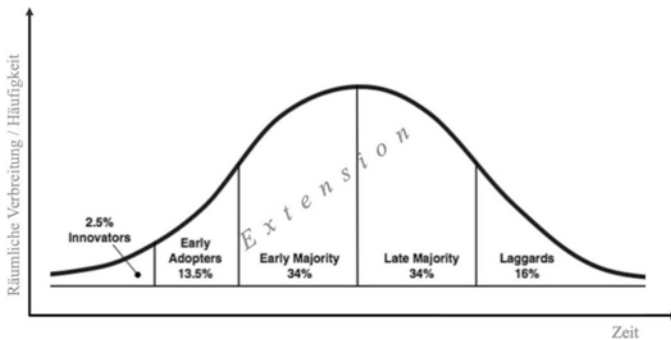 Räumliche Verbreitung / Häufigkeit
Extension
2.5%
Innovators
Early
Adopters
13.5%
Early Majority
34%
Late Majority
34%
Laggards
16%
Zeit